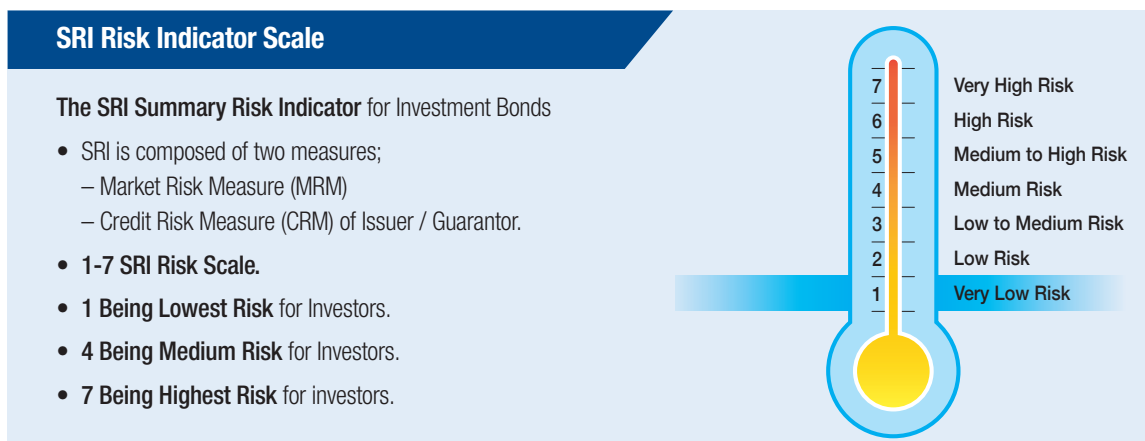 SRI Risk Indicator Scale
The SRI Summary Risk Indicator for Investment Bonds
• SRI is composed of two measures;
– Market Risk Measure (MRM)
– Credit Risk Measure (CRM) of Issuer / Guarantor.
• 1-7 SRI Risk Scale.
• 1 Being Lowest Risk for Investors.
• 4 Being Medium Risk for Investors.
• 7 Being Highest Risk for investors.
7 Very High Risk
6 High Risk
5 Medium to High Risk
4 Medium Risk
3 Low to Medium Risk
2 Low Risk
1 Very Low Risk